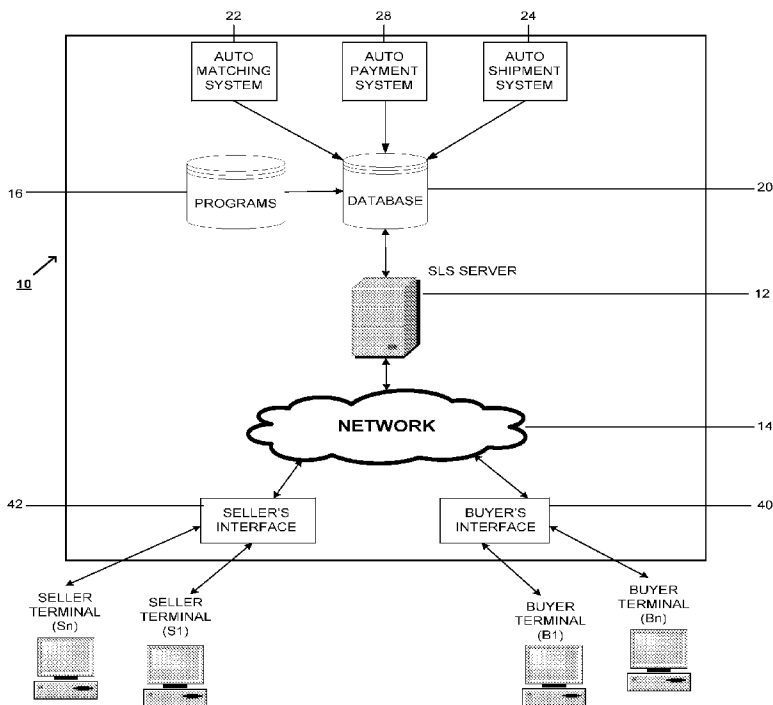 22
28
24
AUTO
MATCHING
SYSTEM
AUTO
PAYMENT
SYSTEM
AUTO
SHIPMENT
SYSTEM
16
PROGRAMS
DATABASE
20
10
SLS SERVER
12
NETWORK
14
42
SELLER'S
INTERFACE
BUYER'S
INTERFACE
40
SELLER
TERMINAL
(Sn)
SELLER
TERMINAL
(S1)
BUYER
TERMINAL
(B1)
BUYER
TERMINAL
(Bn)